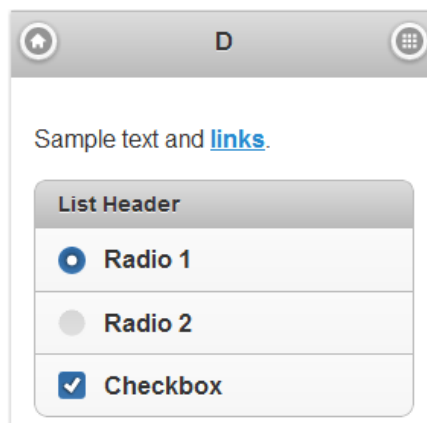 D
Sample text and links.
List Header
Radio 1
Radio 2
Checkbox